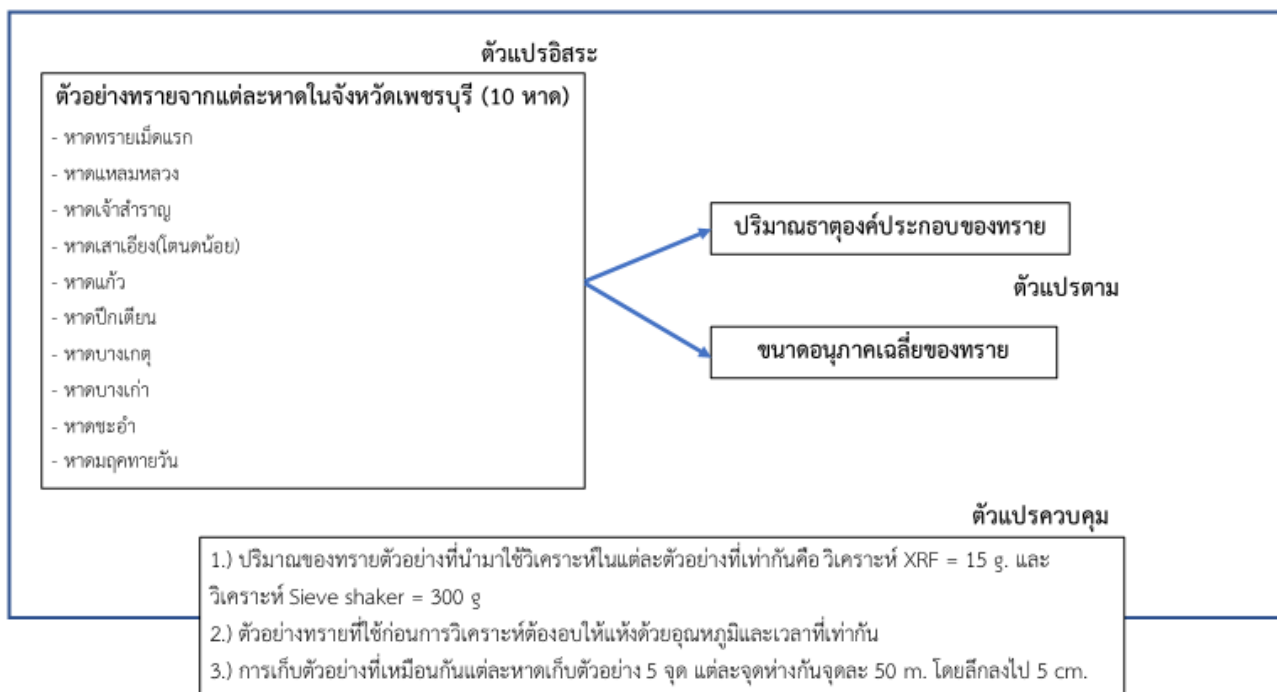 ตัวแปรอิสระ
ตัวอย่างทรายจากแต่ละหาดในจังหวัดเพชรบุรี (10 หาด)
- หาดทรายเม็ดแรก
- หาดแหลมหลวง
- หาดเจ้าสำราญ
- หาดเสาเอียง(โตนดน้อย)
- หาดแก้ว
- หาดปึกเตียน
- หาดบางเกตุ
- หาดบางเก่า
- หาดชะอำ
- หาดมฤคทายวัน
ปริมาณธาตุองค์ประกอบของทราย
ตัวแปรตาม
ขนาดอนุภาคเฉลี่ยของทราย
ตัวแปรควบคุม
1.) ปริมาณของทรายตัวอย่างที่นำมาใช้วิเคราะห์ในแต่ละตัวอย่างที่เท่ากันคือ วิเคราะห์ XRF = 15 g. และ
วิเคราะห์ Sieve shaker = 300 g
2.) ตัวอย่างทรายที่ใช้ก่อนการวิเคราะห์ต้องอบให้แห้งด้วยอุณหภูมิและเวลาที่เท่ากัน
3.) การเก็บตัวอย่างที่เหมือนกันแต่ละหาดเก็บตัวอย่าง 5 จุด แต่ละจุดห่างกันจุดละ 50 m. โดยลึกลงไป 5 cm.